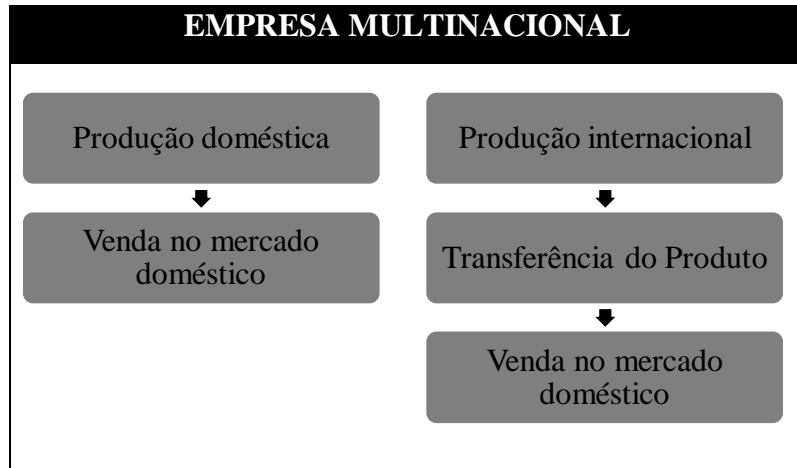 EMPRESA MULTINACIONAL
Produção doméstica
Venda no mercado
doméstico
Produção internacional
Transferência do Produto
Venda no mercado
doméstico